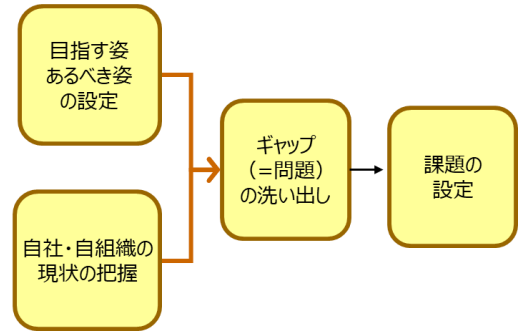 目指す姿
あるべき姿
の設定
自社・自組織の
現状の把握
ギャップ
（=問題）
の洗い出し
課題の
設定